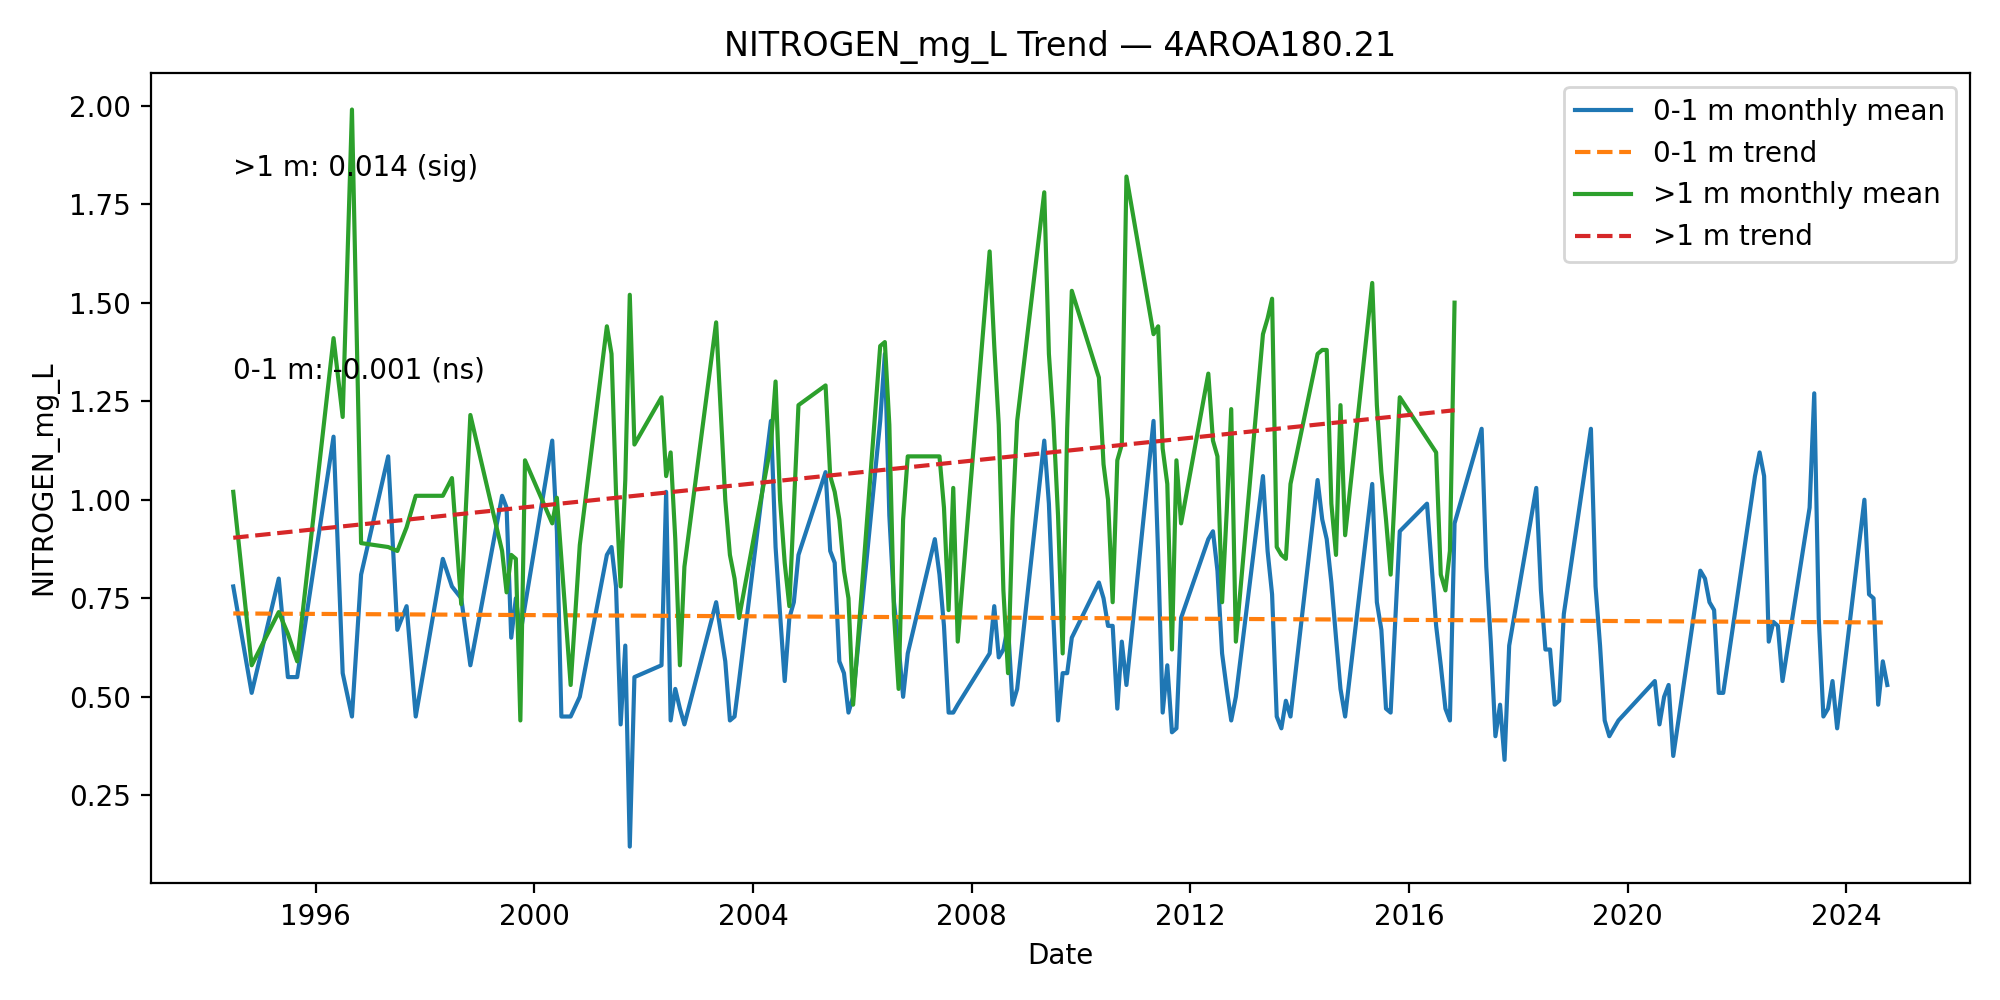 NITROGEN_mg_L Trend — 4AROA180.21
NITROGEN_mg_L
2.00
1.75
1.50
1.25
1.00
0.75
0.50
0.25
>1 m: 0.014 (sig)
0-1 m: -0.001 (ns)
0-1 m monthly mean
0-1 m trend
>1 m monthly mean
>1 m trend
1996
2000
2004
2008
2012
2016
2020
2024
Date